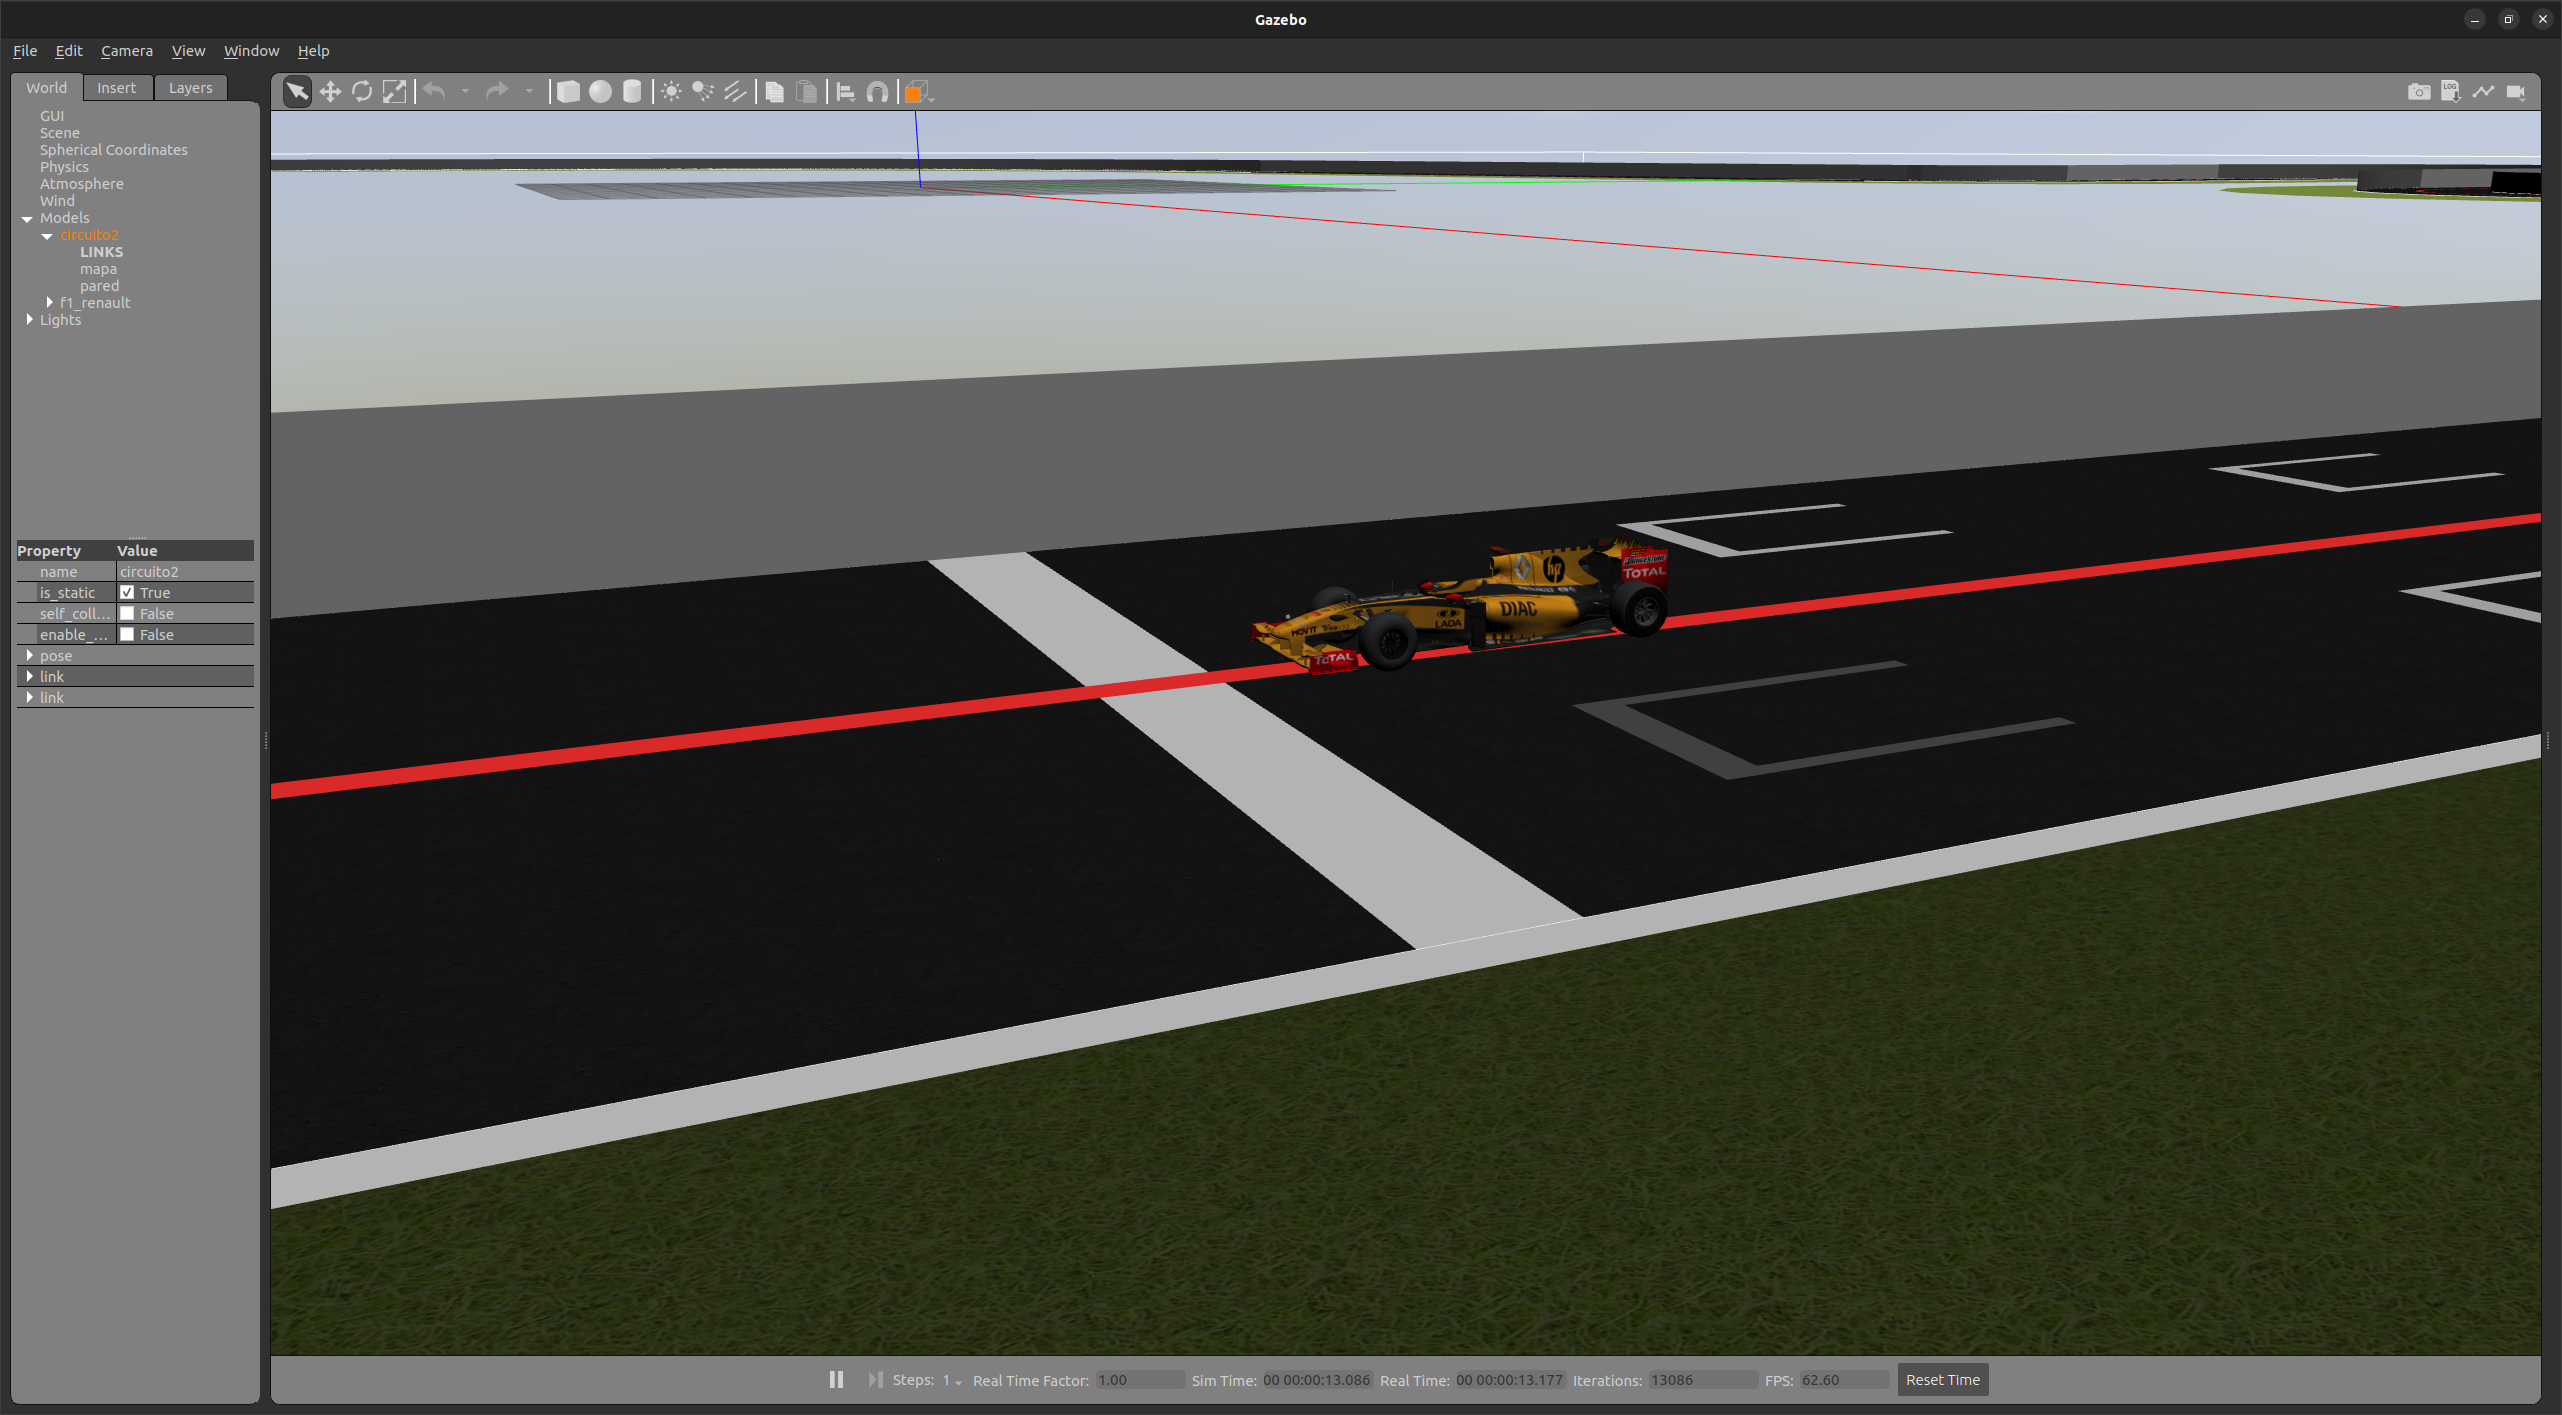 Gazebo
File Edit Camera View Window Help
World Insert Layers
LOG
GUI
Scene
Spherical Coordinates
Physics
Atmosphere
Wind
Models
circuito2
LINKS
mapa
pared
f1_renault
Lights
Property Value
name circuito2
is_static True
self_coll... False
enable_... False
pose
link
link
TOTAL
hp
DIAC
LADA
TOTAL
Steps: 1 Real Time Factor: 1.00 Sim Time: 00 00:00:13.086 Real Time: 00 00:00:13.177 Iterations: 13086 FPS: 62.60 Reset Time